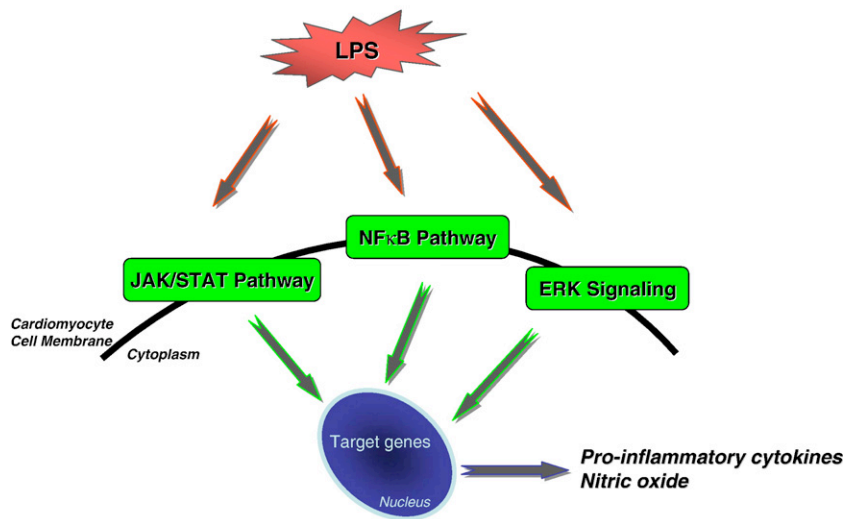 LPS
NFκB Pathway
JAK/STAT Pathway
ERK Signaling
Cardiomyocyte
Cell Membrane
Cytoplasm
Target genes
Nucleus
Pro-inflammatory cytokines
Nitric oxide